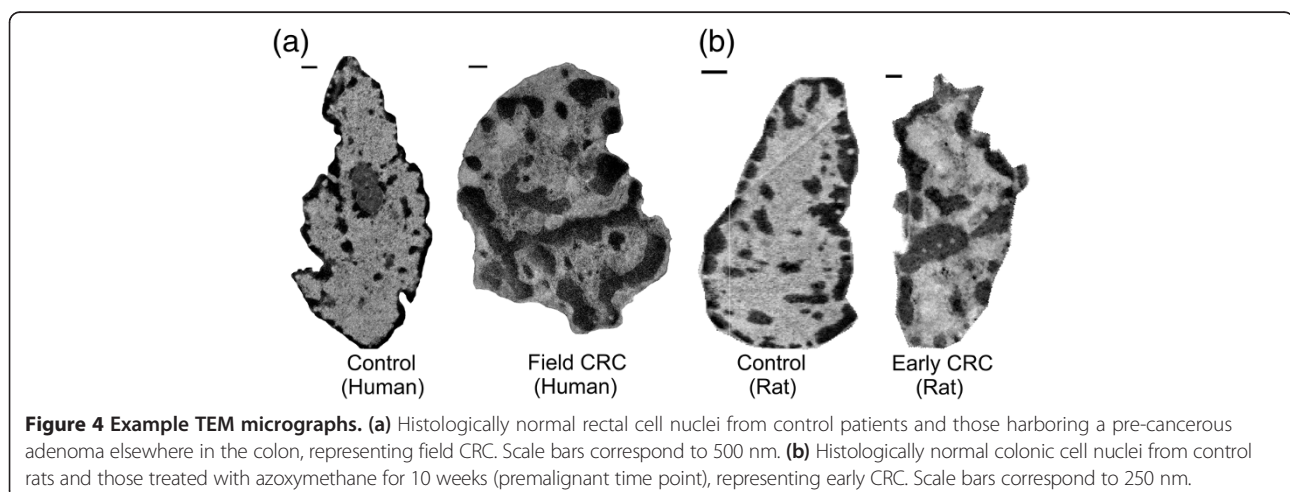 (a)
(b)
Control
(Human)
Field CRC
(Human)
Control
(Rat)
Early CRC
(Rat)
Figure 4 Example TEM micrographs. (a) Histologically normal rectal cell nuclei from control patients and those harboring a pre-cancerous
adenoma elsewhere in the colon, representing field CRC. Scale bars correspond to 500 nm. (b) Histologically normal colonic cell nuclei from control
rats and those treated with azoxymethane for 10 weeks (premalignant time point), representing early CRC. Scale bars correspond to 250 nm.